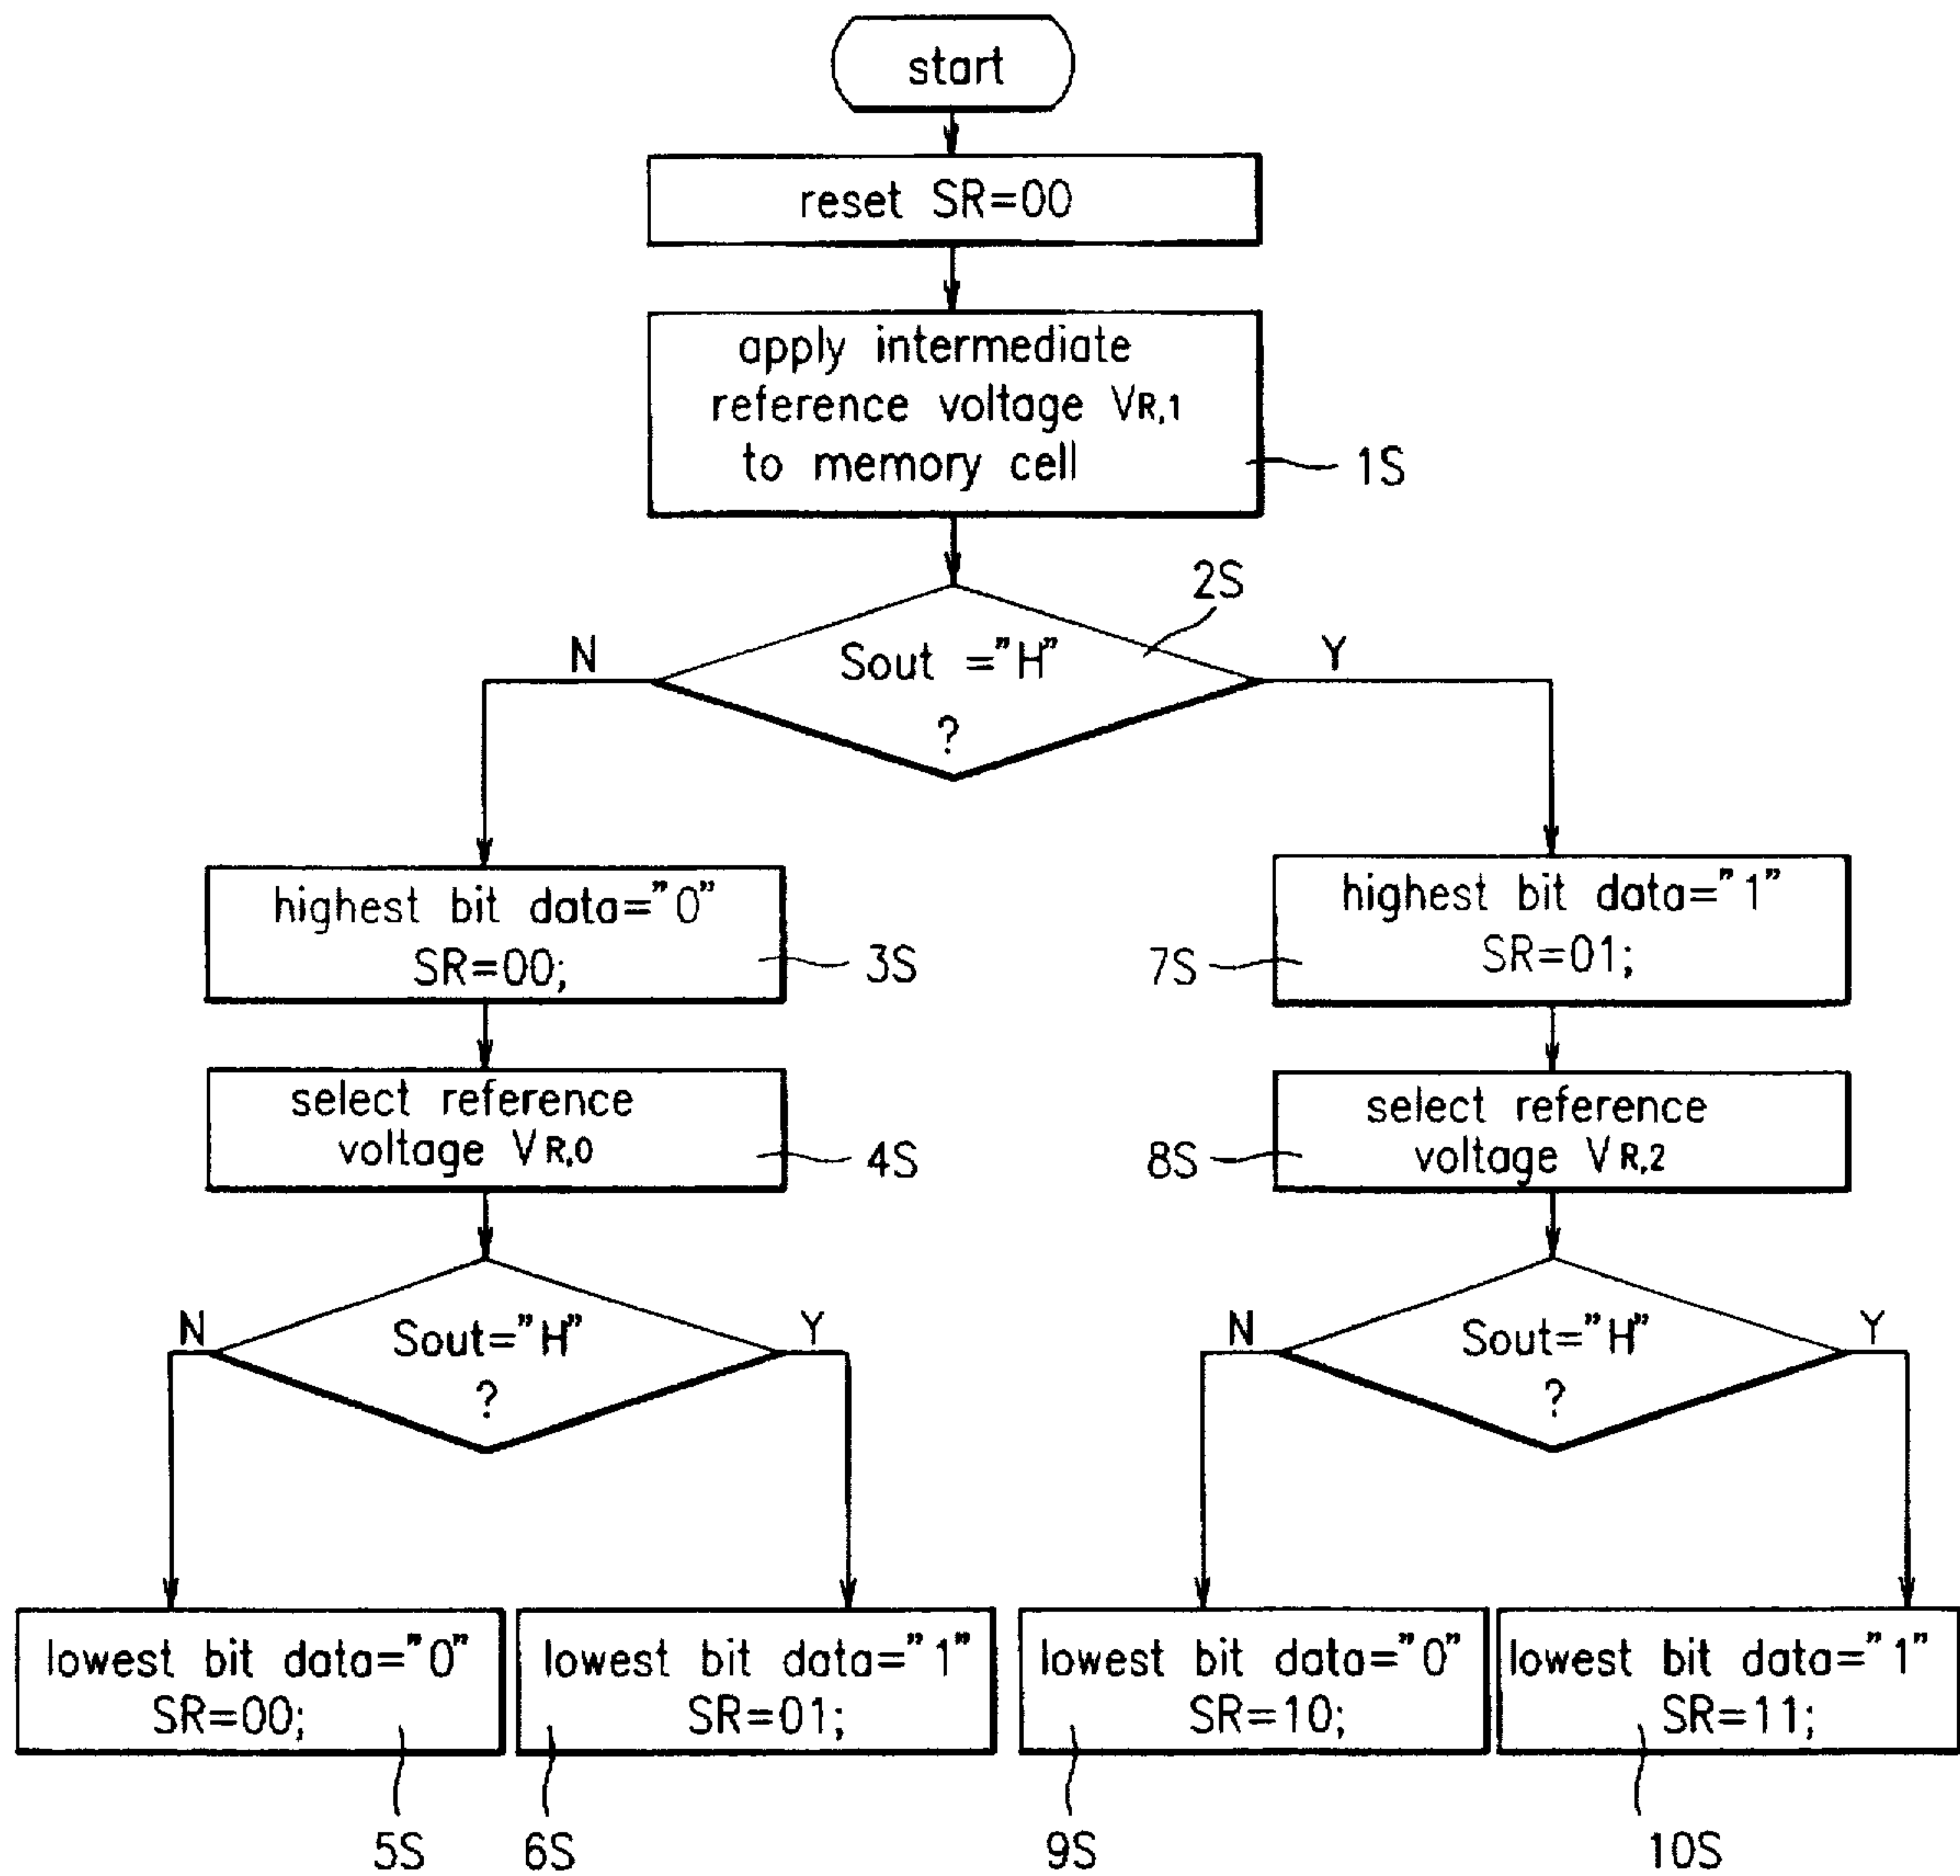 start
reset SR=00
apply intermediate
reference voltage VR,1
to memory cell
1S
2S
N
Sout ="H"
?
Y
highest bit data="0"
SR=00;
3S
highest bit data="1"
SR=01;
7S
select reference
voltage VR,0
4S
select reference
voltage VR,2
8S
N
Sout="H"
?
Y
N
Sout="H"
?
Y
lowest bit data="0"
SR=00;
lowest bit data="1"
SR=01;
lowest bit data="0"
SR=10;
lowest bit data="1"
SR=11;
5S
6S
9S
10S